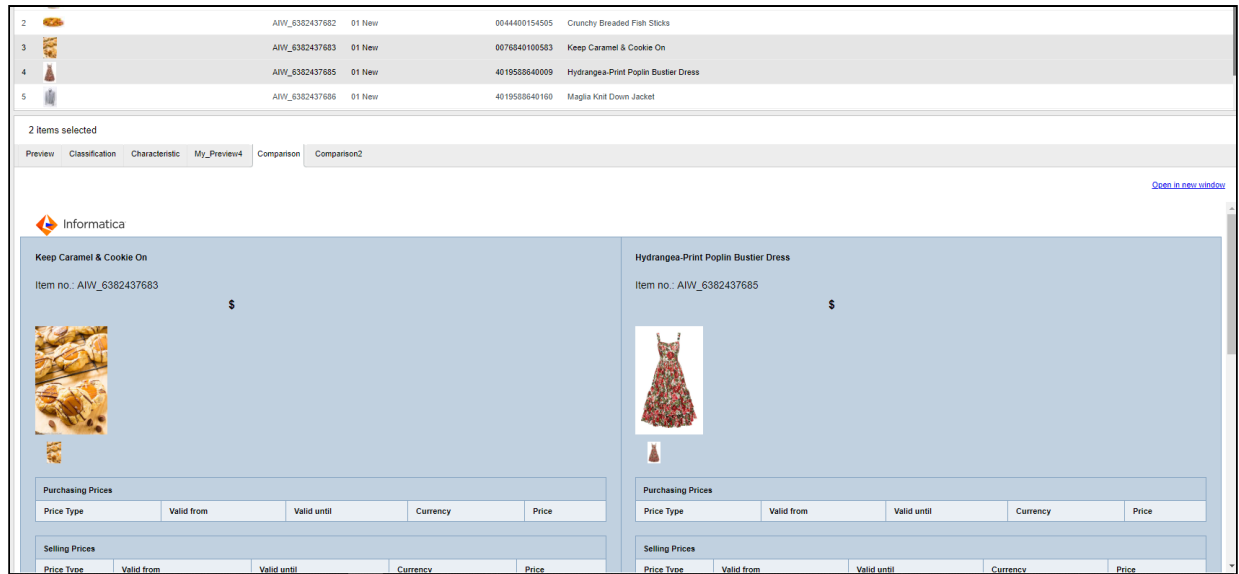 2 AIW_6382437682 01 New 0044400154505 Crunchy Breaded Fish Sticks
3 AIW_6382437683 01 New 0076840100583 Keep Caramel & Cookie On
4 AIW_6382437685 01 New 4019588640009 Hydrangea-Print Poplin Bustier Dress
5 AIW_6382437686 01 New 4019588640160 Maglia Knit Down Jacket
2 items selected
Preview Classification Characteristic My_Preview4 Comparison Comparison2
Open in new window
Informatica
Keep Caramel & Cookie On Hydrangea-Print Poplin Bustier Dress
Item no.: AIW_6382437683 Item no.: AIW_6382437685
$ $
Purchasing Prices Purchasing Prices
Price Type Valid from Valid until Currency Price Price Type Valid from Valid until Currency Price
Selling Prices Selling Prices
Price Type Valid from Valid until Currency Price Price Type Valid from Valid until Currency Price